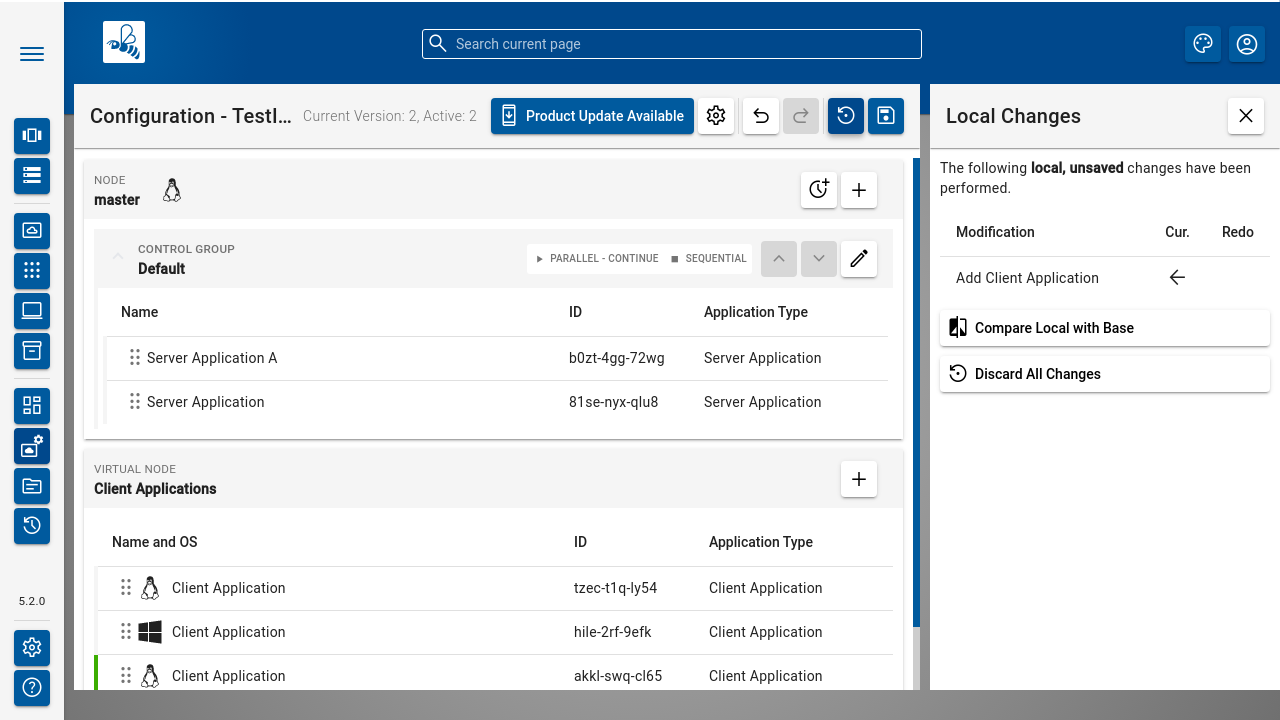 Search current page
Configuration - TestI...
Current Version: 2, Active: 2
Product Update Available
Local Changes
The following local, unsaved changes have been
performed.
Modification Cur. Redo
Add Client Application
Compare Local with Base
Discard All Changes
NODE
master
CONTROL GROUP
Default
PARALLEL - CONTINUE SEQUENTIAL
Name ID Application Type
Server Application A b0zt-4gg-72wg Server Application
Server Application 81se-nyx-qlu8 Server Application
VIRTUAL NODE
Client Applications
Name and OS ID Application Type
Client Application tzec-t1q-ly54 Client Application
Client Application hile-2rf-9efk Client Application
Client Application akkl-swq-cl65 Client Application
5.2.0